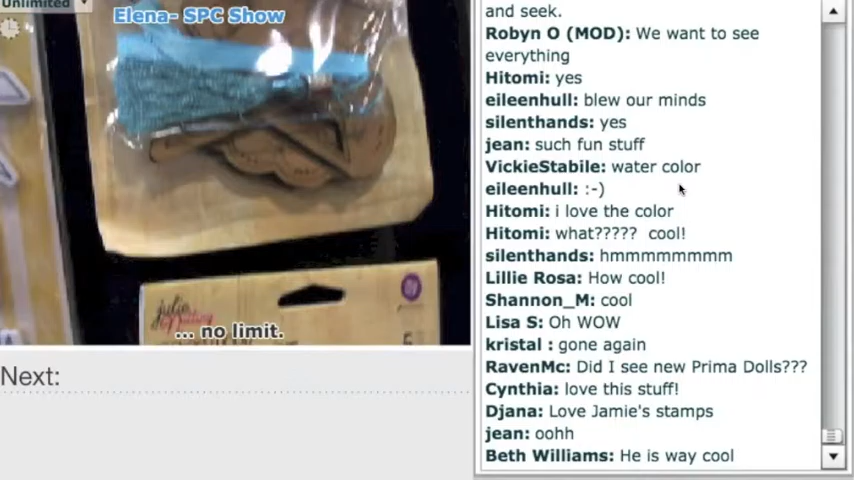 Unlimited
Elena- SPC Show
julie
... no limit.
Next:
and seek.
Robyn O (MOD): We want to see
everything
Hitomi: yes
eileenhull: blew our minds
silenthands: yes
jean: such fun stuff
VickieStabile: water color
eileenhull: :-)
Hitomi: i love the color
Hitomi: what????? cool!
silenthands: hmmmmmmmm
Lillie Rosa: How cool!
Shannon_M: cool
Lisa S: Oh WOW
kristal : gone again
RavenMc: Did I see new Prima Dolls???
Cynthia: love this stuff!
Djana: Love Jamie's stamps
jean: oohh
Beth Williams: He is way cool